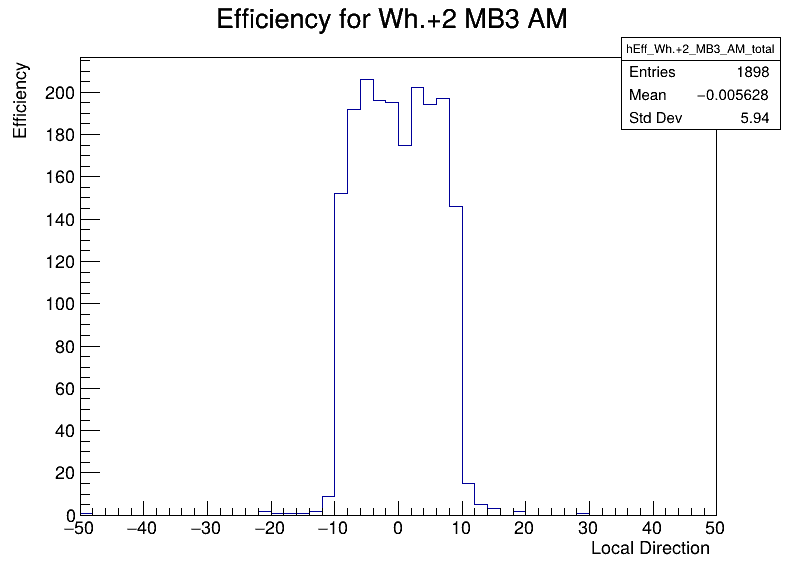 Efficiency for Wh.+2 MB3 AM
hEff_Wh.+2_MB3_AM_total
Entries 1898
Mean −0.005628
Std Dev 5.94
Efficiency
200
180
160
140
120
100
80
60
40
20
0
−50 −40 −30 −20 −10 0 10 20 30 40 50
Local Direction